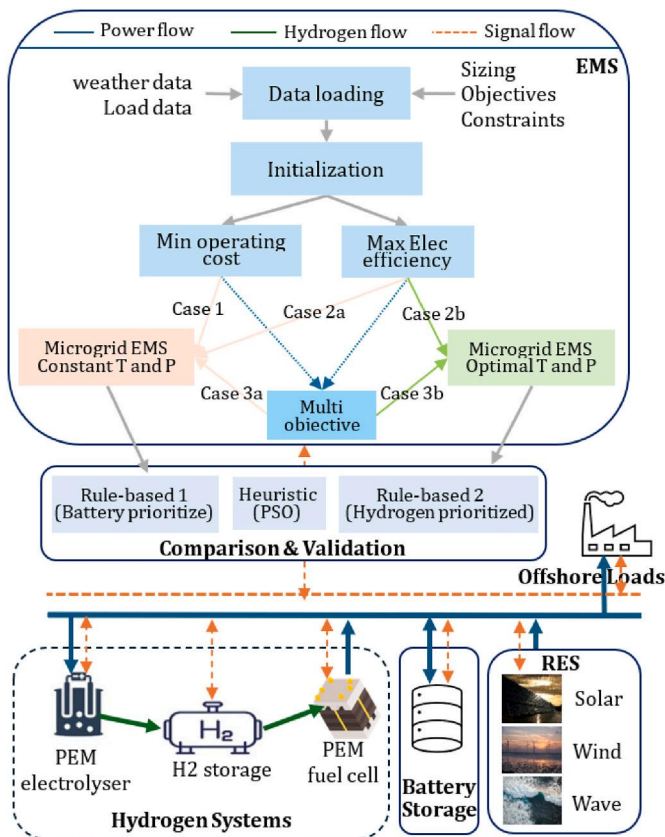 Power flow
Hydrogen flow
Signal flow
EMS
weather data
Load data
Data loading
Sizing
Objectives
Constraints
Initialization
Min operating
cost
Max Elec
efficiency
Case 1
Case 2a
Case 2b
Microgrid EMS
Constant T and P
Microgrid EMS
Optimal T and P
Case 3a
Case 3b
Multi
objective
Rule-based 1
(Battery prioritize)
Heuristic
(PSO)
Rule-based 2
(Hydrogen prioritized)
Comparison & Validation
Offshore Loads
RES
Solar
Wind
Wave
H2
PEM
electrolyser
H2 storage
PEM
fuel cell
Hydrogen Systems
Battery
Storage